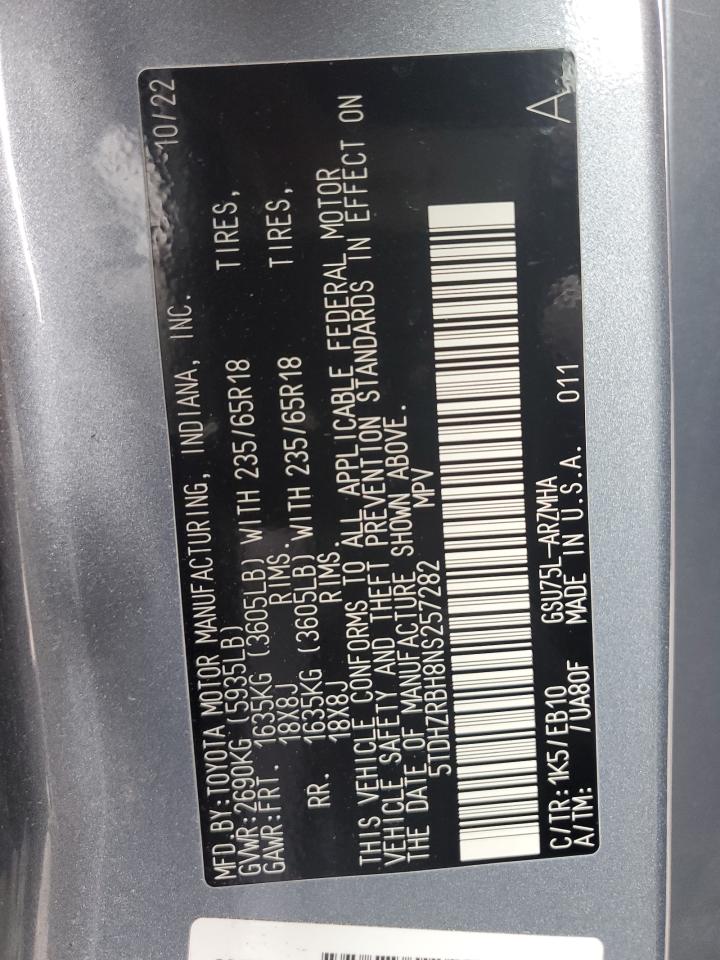 MFD.BY:TOYOTA MOTOR MANUFACTURING, INDIANA, INC. 10/22
GVWR:2690KG (5935LB)
GAWR:FRT. 1635KG (3605LB) WITH 235/65R18 TIRES,
18X8J RIMS.
RR. 1635KG (3605LB) WITH 235/65R18 TIRES,
18X8J RIMS
THIS VEHICLE CONFORMS TO ALL APPLICABLE FEDERAL MOTOR
VEHICLE SAFETY AND THEFT PREVENTION STANDARDS IN EFFECT ON
THE DATE OF MANUFACTURE SHOWN ABOVE.
5TDHZRBH8NS257282 MPV
C/TR:1K5/EB10 GSU75L-ARZMHA
A/TM: /UA80F MADE IN U.S.A. 011
A